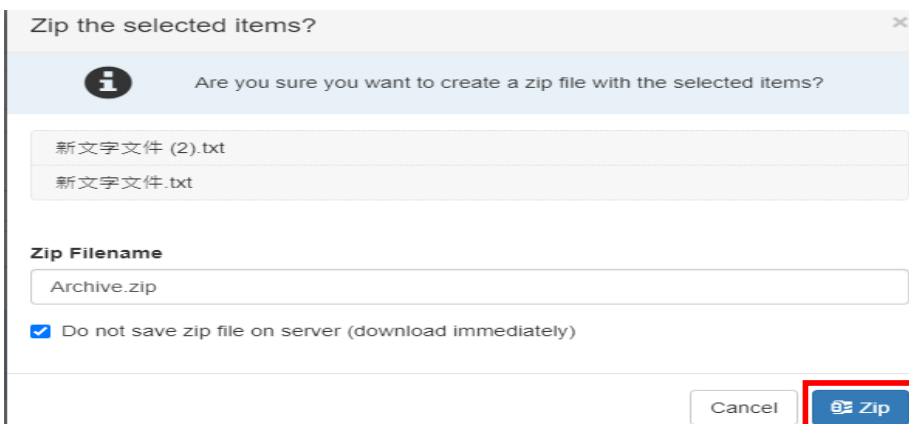 Zip the selected items?
×
Are you sure you want to create a zip file with the selected items?
新文字文件 (2).txt
新文字文件.txt
Zip Filename
Archive.zip
Do not save zip file on server (download immediately)
Cancel
Zip